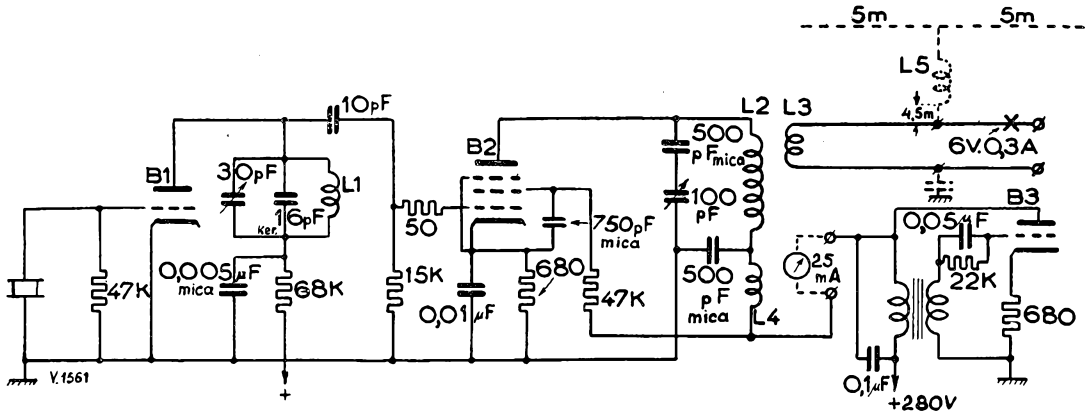 5m 5m
L5
4,5m
L2 L3
6V.0,3A
10pF
B1
30pF
L1
16pF
Ker.
B2
500
pF mica
100
pF
B3
0,05µF
22K
50
750pF
mica
47K
0,005µF
mica
68K
15K
0,01µF
680
47K
500
pF
mica
L4
25
mA
680
0,1µF
V.1561
+
+280V